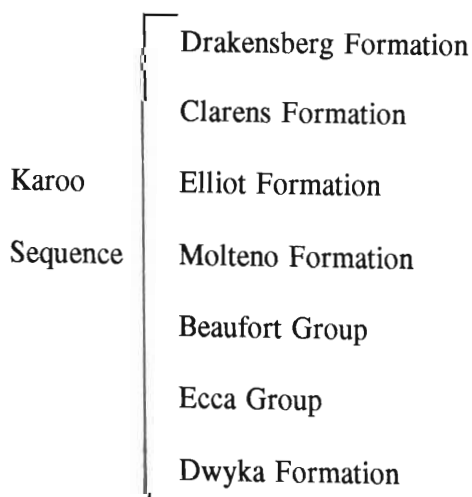 Drakensberg Formation
Clarens Formation
Karoo Elliot Formation
Sequence Molteno Formation
Beaufort Group
Ecca Group
Dwyka Formation